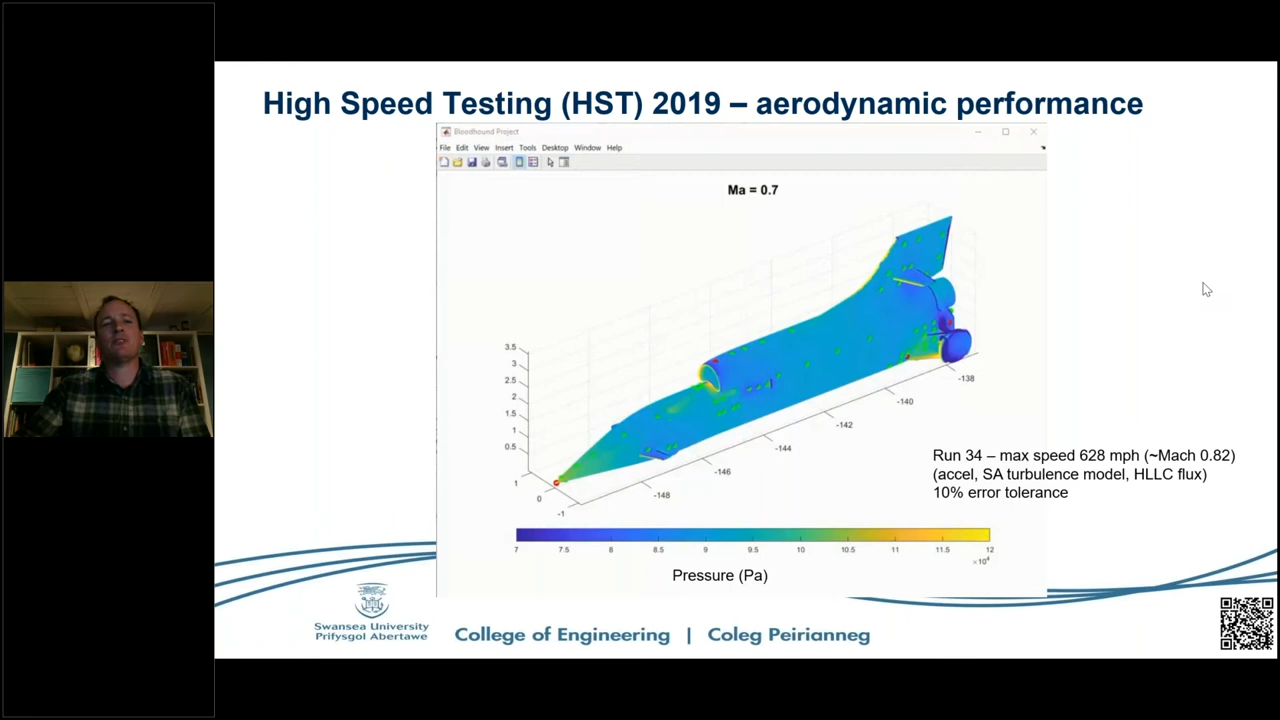 High Speed Testing (HST) 2019 – aerodynamic performance
Bloodhound Project
File Edit View Insert Tools Desktop Window Help
Ma = 0.7
3.5
3
2.5
2
1.5
1
0.5
1
0
-1
-148
-146
-144
-142
-140
-138
Run 34 – max speed 628 mph (~Mach 0.82)
(accel, SA turbulence model, HLLC flux)
10% error tolerance
7 7.5 8 8.5 9 9.5 10 10.5 11 11.5 12
×10⁴
Pressure (Pa)
Swansea University
Prifysgol Abertawe
College of Engineering | Coleg Peirianneg